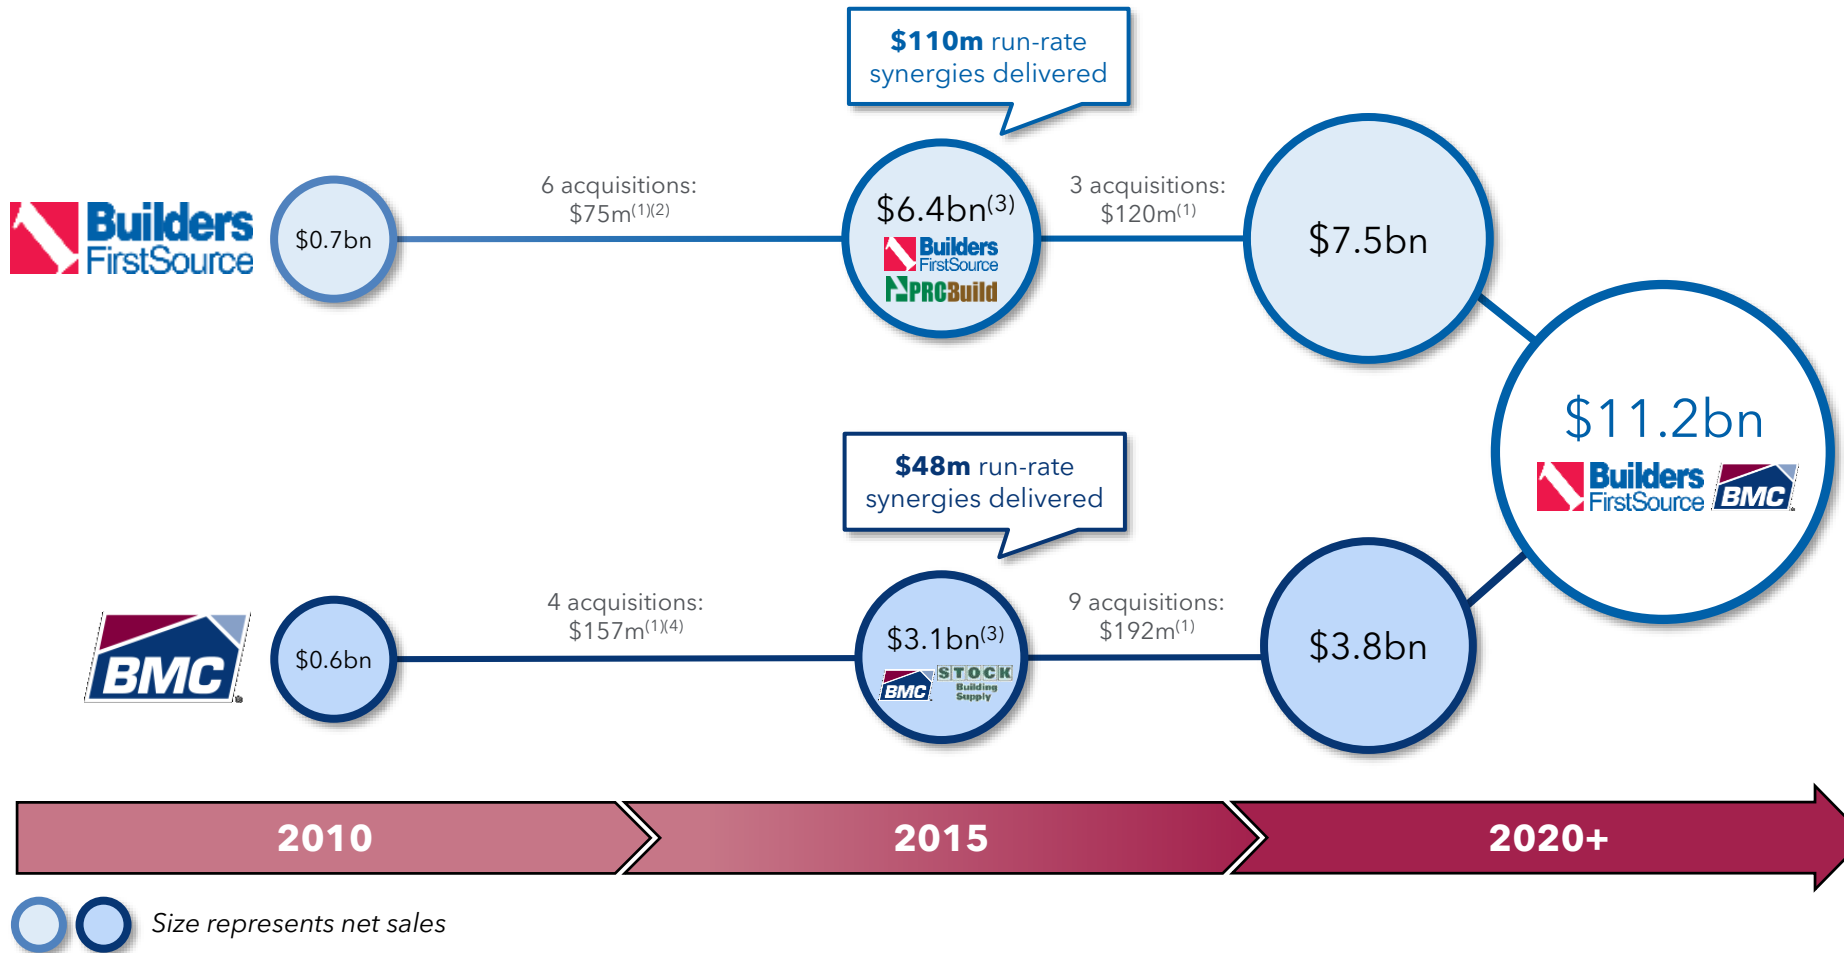 $110m run-rate
synergies delivered
Builders
FirstSource
$0.7bn
6 acquisitions:
$75m(1)(2)
$6.4bn(3)
Builders
FirstSource
PROBuild
3 acquisitions:
$120m(1)
$7.5bn
$11.2bn
Builders
FirstSource
BMC
$48m run-rate
synergies delivered
BMC
$0.6bn
4 acquisitions:
$157m(1)(4)
$3.1bn(3)
BMC
STOCK
Building
Supply
9 acquisitions:
$192m(1)
$3.8bn
2010
2015
2020+
Size represents net sales